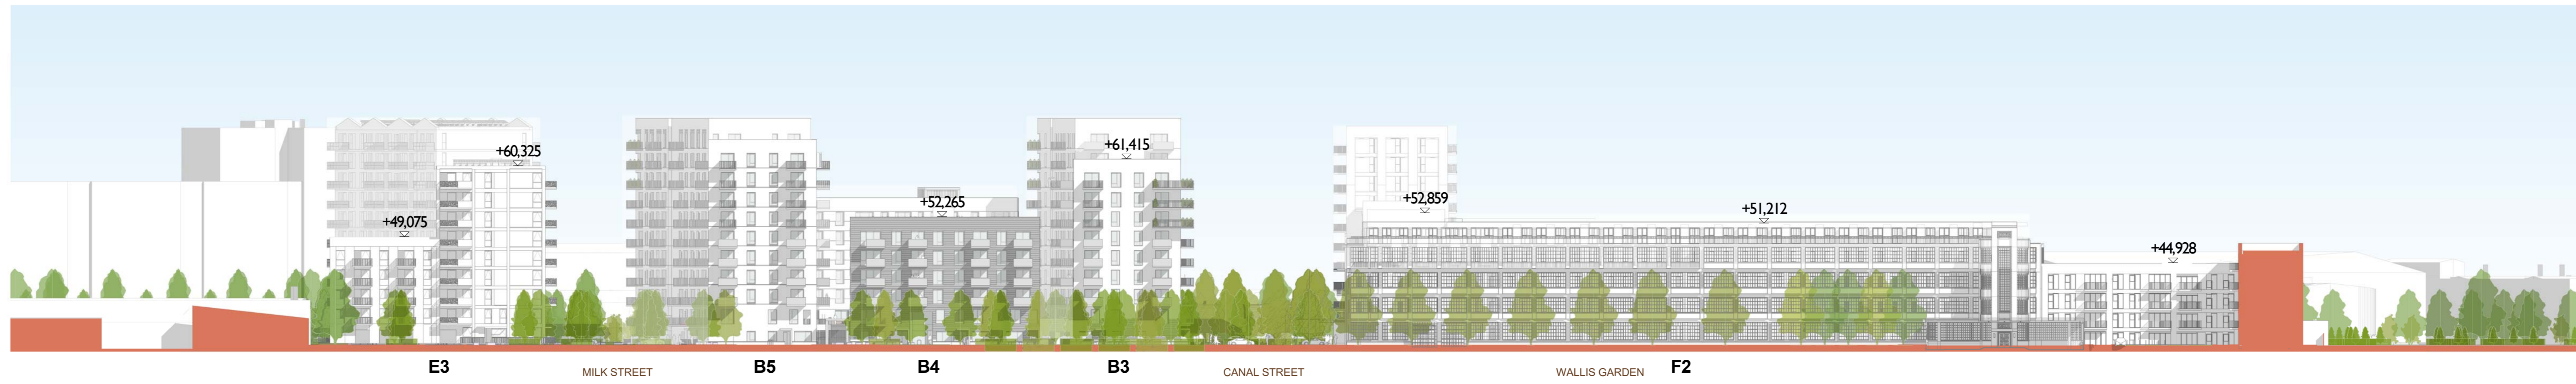 +60,325
+61,415
+49,075
+52,265
+52,859
+51,212
+44,928
E3
MILK STREET
B5
B4
B3
CANAL STREET
WALLIS GARDEN
F2